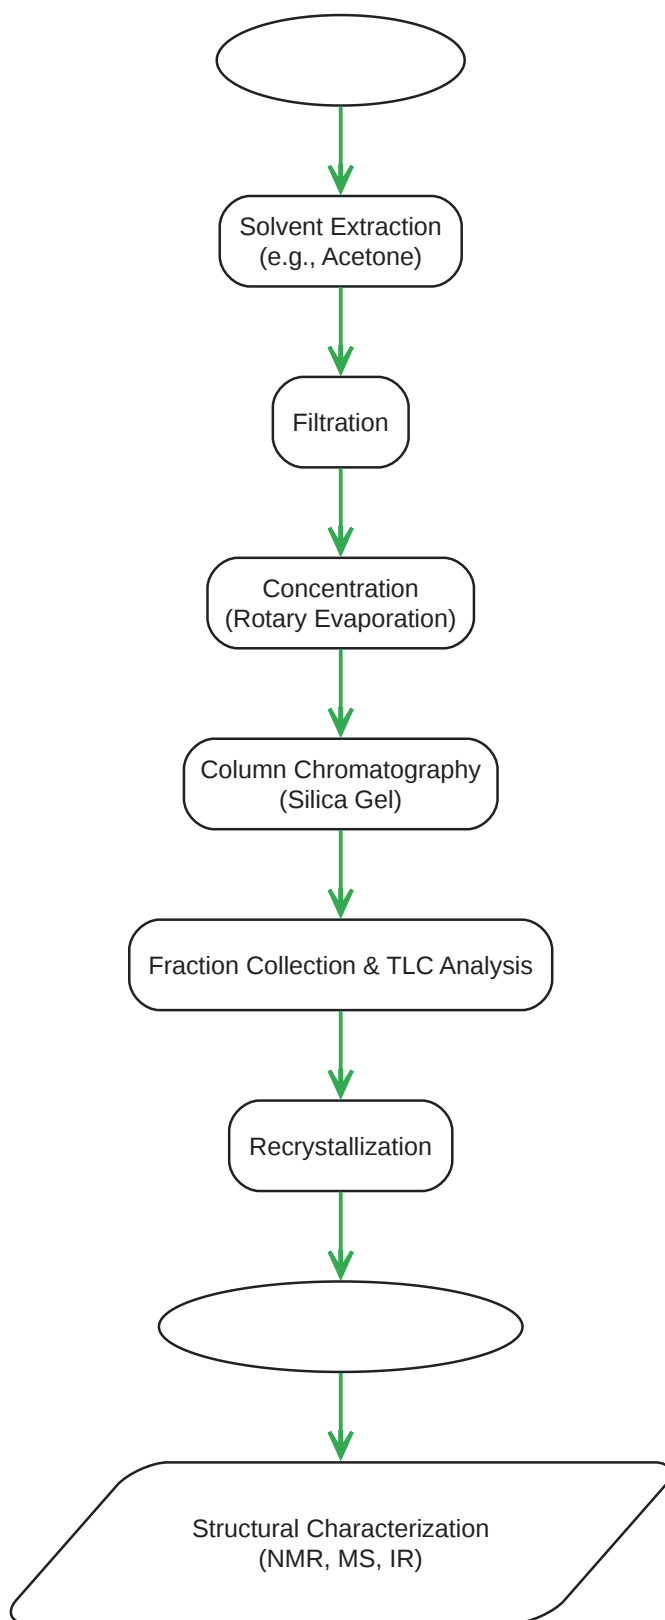 Solvent Extraction
(e.g., Acetone)
Filtration
Concentration
(Rotary Evaporation)
Column Chromatography
(Silica Gel)
Fraction Collection & TLC Analysis
Recrystallization
Structural Characterization
(NMR, MS, IR)